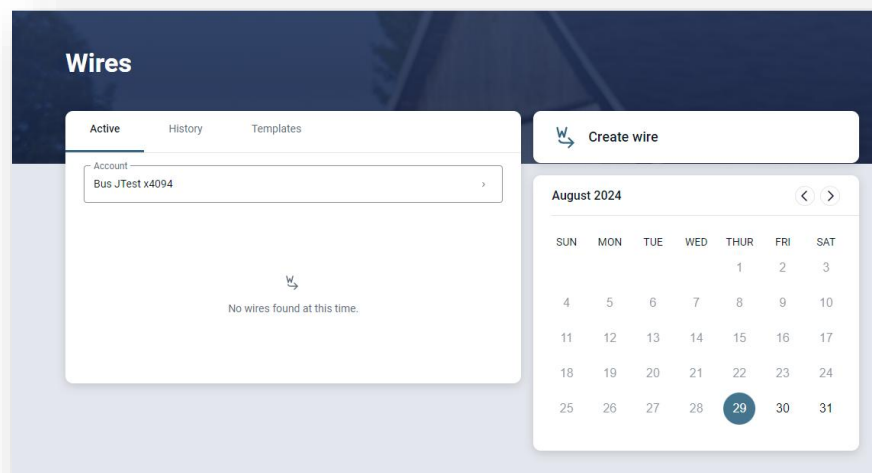 Wires
Active History Templates
Account
Bus JTest x4094
No wires found at this time.
Create wire
August 2024
SUN MON TUE WED THUR FRI SAT
1 2 3
4 5 6 7 8 9 10
11 12 13 14 15 16 17
18 19 20 21 22 23 24
25 26 27 28 29 30 31